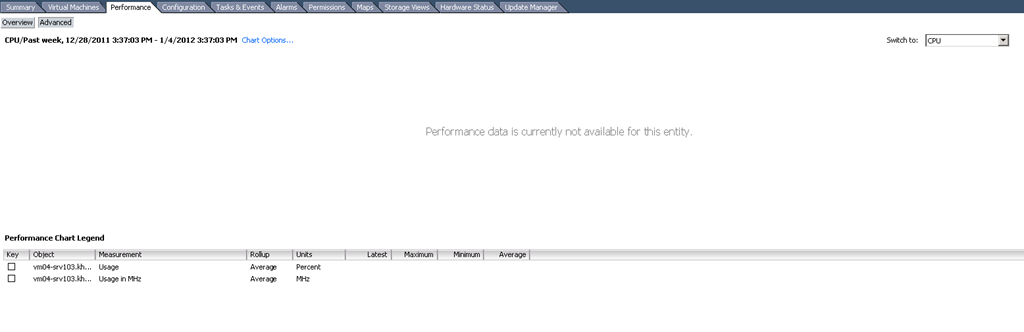 Summary Virtual Machines Performance Configuration Tasks & Events Alarms Permissions Maps Storage Views Hardware Status Update Manager
Overview Advanced
CPU/Past week, 12/28/2011 3:37:03 PM - 1/4/2012 3:37:03 PM Chart Options... Switch to: CPU
Performance data is currently not available for this entity.
Performance Chart Legend
Key Object Measurement Rollup Units Latest Maximum Minimum Average
vm04-srv103.kh... Usage Average Percent
vm04-srv103.kh... Usage in MHz Average MHz